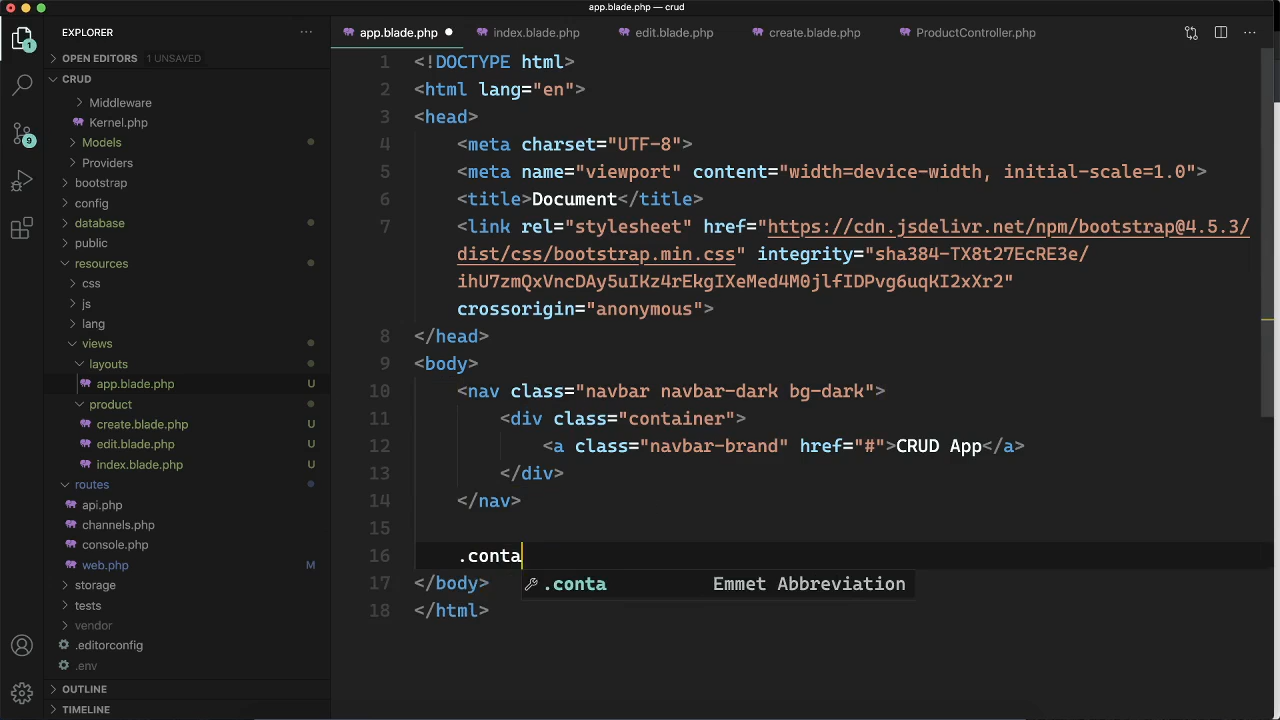 app.blade.php — crud
EXPLORER
OPEN EDITORS 1 UNSAVED
CRUD
Middleware
Kernel.php
Models
Providers
bootstrap
config
database
public
resources
css
js
lang
views
layouts
app.blade.php U
product
create.blade.php U
edit.blade.php U
index.blade.php U
routes
api.php
channels.php
console.php
web.php M
storage
tests
vendor
.editorconfig
.env
OUTLINE
TIMELINE
1
9
app.blade.php index.blade.php edit.blade.php create.blade.php ProductController.php
1 <!DOCTYPE html>
2 <html lang="en">
3 <head>
4 <meta charset="UTF-8">
5 <meta name="viewport" content="width=device-width, initial-scale=1.0">
6 <title>Document</title>
7 <link rel="stylesheet" href="https://cdn.jsdelivr.net/npm/bootstrap@4.5.3/
dist/css/bootstrap.min.css" integrity="sha384-TX8t27EcRE3e/
ihU7zmQxVncDAy5uIKz4rEkgIXeMed4M0jlfIDPvg6uqKI2xXr2"
crossorigin="anonymous">
8 </head>
9 <body>
10 <nav class="navbar navbar-dark bg-dark">
11 <div class="container">
12 <a class="navbar-brand" href="#">CRUD App</a>
13 </div>
14 </nav>
15
16 .conta
.conta Emmet Abbreviation
17 </body>
18 </html>